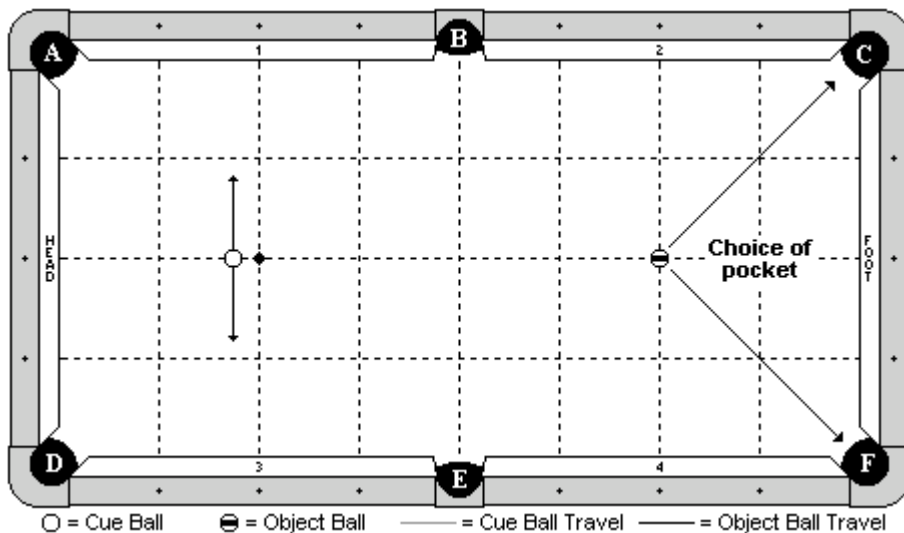 A
B
C
1
2
HEAD
Choice of
pocket
FOOT
D
3
E
4
F
= Cue Ball = Object Ball = Cue Ball Travel = Object Ball Travel